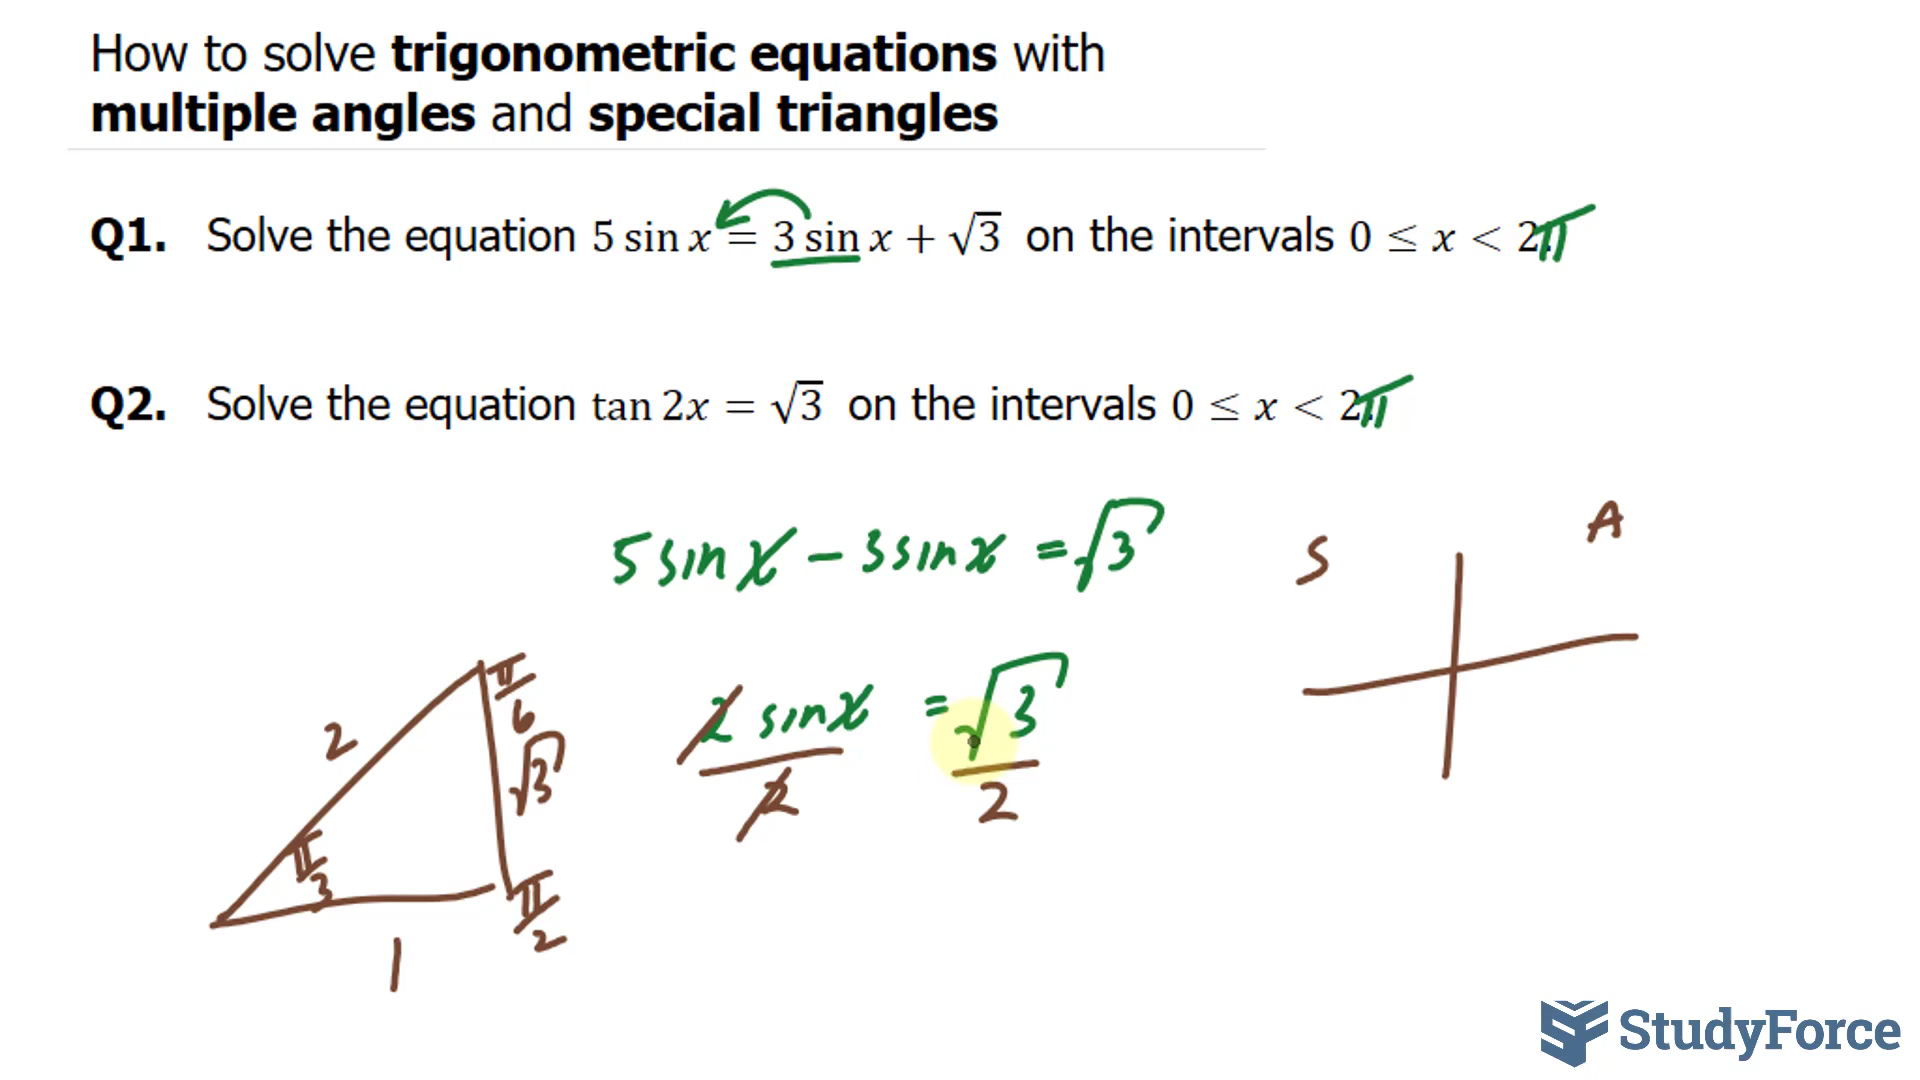 How to solve trigonometric equations with
multiple angles and special triangles
Q1. Solve the equation 5 sin x = 3 sin x + √3 on the intervals 0 ≤ x < 2π
Q2. Solve the equation tan 2x = √3 on the intervals 0 ≤ x < 2π
5 sin x − 3 sin x = √3
S
A
2 sin x / 2 = √3 / 2
2
π/6
√3
π/3
π/2
1
StudyForce